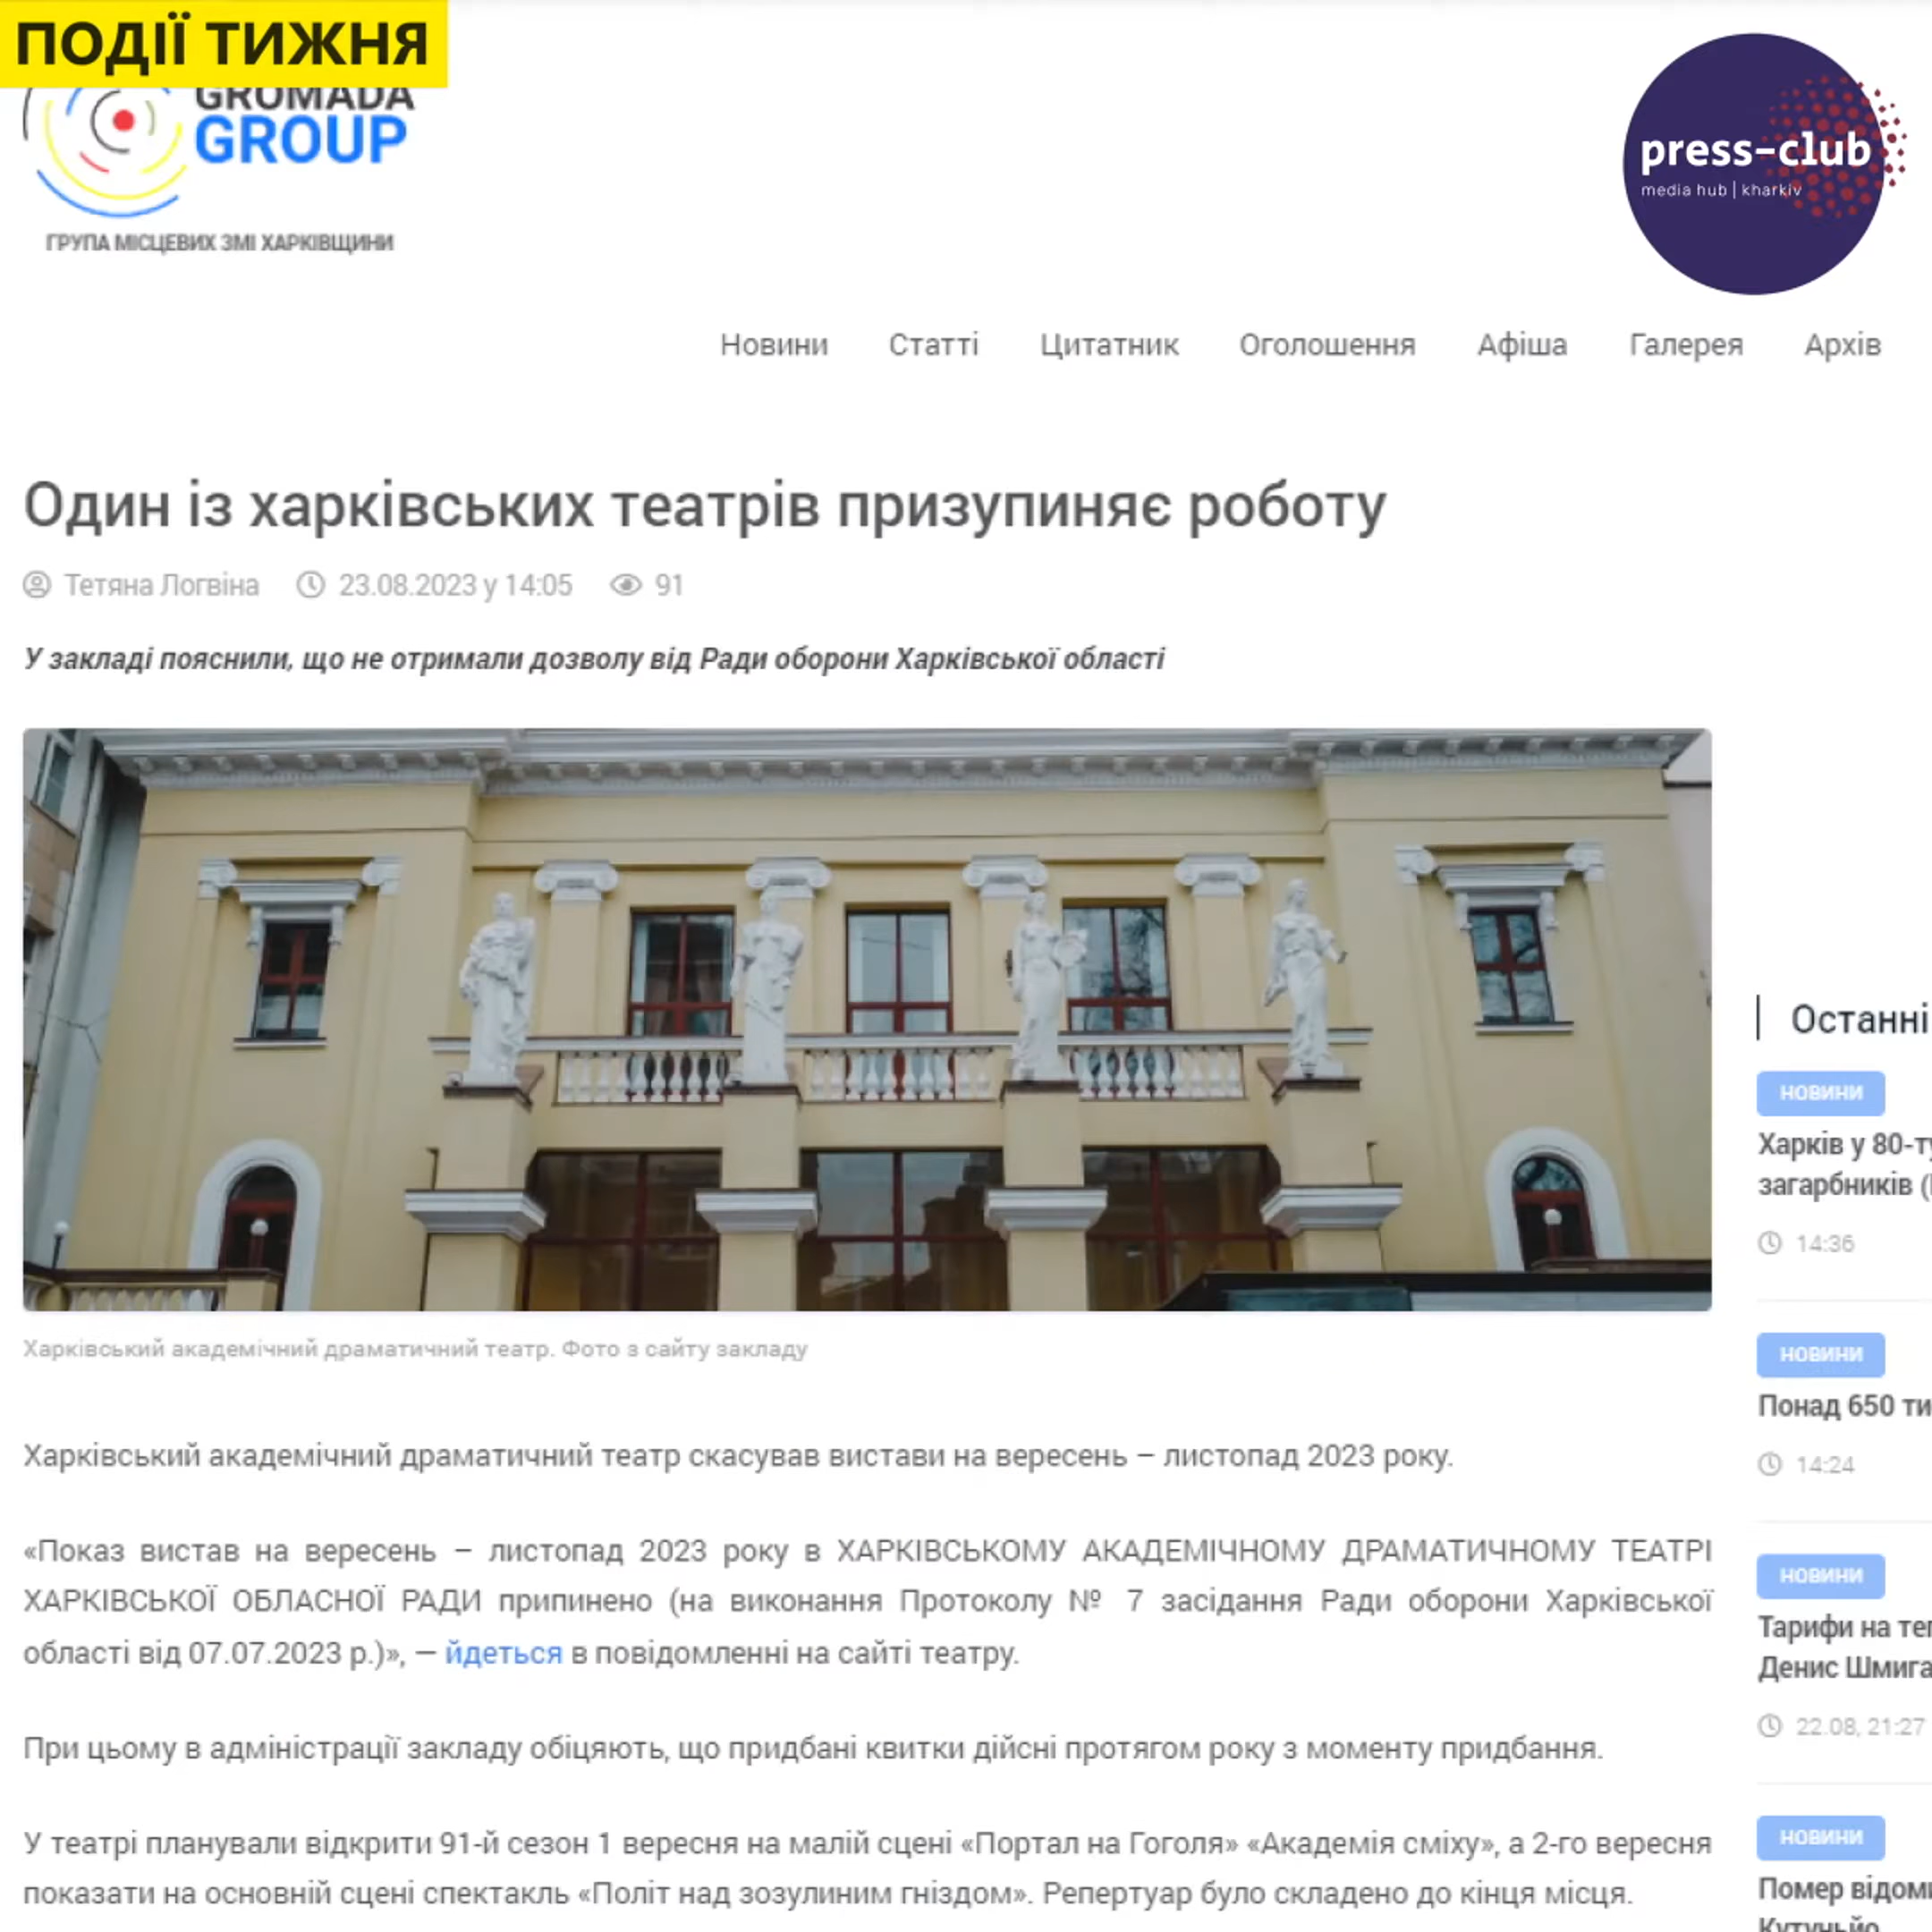 ПОДІЇ ТИЖНЯ
GROMADA
GROUP
ГРУПА МІСЦЕВИХ ЗМІ ХАРКІВЩИНИ
press-club
media hub | kharkiv
Новини Статті Цитатник Оголошення Афіша Галерея Архів
Один із харківських театрів призупиняє роботу
Тетяна Логвіна 23.08.2023 у 14:05 91
У закладі пояснили, що не отримали дозволу від Ради оборони Харківської області
Харківський академічний драматичний театр. Фото з сайту закладу
Харківський академічний драматичний театр скасував вистави на вересень – листопад 2023 року.
«Показ вистав на вересень – листопад 2023 року в ХАРКІВСЬКОМУ АКАДЕМІЧНОМУ ДРАМАТИЧНОМУ ТЕАТРІ
ХАРКІВСЬКОЇ ОБЛАСНОЇ РАДИ припинено (на виконання Протоколу № 7 засідання Ради оборони Харківської
області від 07.07.2023 р.)», — йдеться в повідомленні на сайті театру.
При цьому в адміністрації закладу обіцяють, що придбані квитки дійсні протягом року з моменту придбання.
У театрі планували відкрити 91-й сезон 1 вересня на малій сцені «Портал на Гоголя» «Академія сміху», а 2-го вересня
показати на основній сцені спектакль «Політ над зозулиним гніздом». Репертуар було складено до кінця місця.
Останні
НОВИНИ
Харків у 80-ту
загарбників (
14:36
НОВИНИ
Понад 650 ти
14:24
НОВИНИ
Тарифи на теп
Денис Шмига
22.08, 21:27
НОВИНИ
Помер відоми